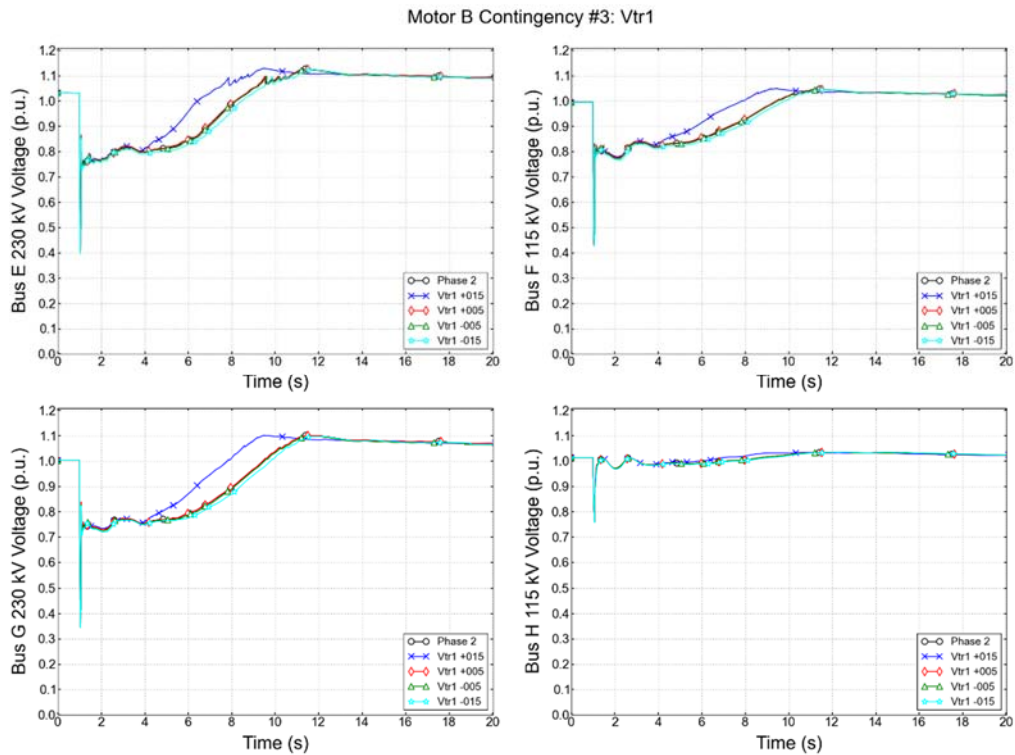 Motor B Contingency #3: Vtr1
Bus E 230 kV Voltage (p.u.)
1.2
1.1
1.0
0.9
0.8
0.7
0.6
0.5
0.4
0.3
0.2
0.1
0.0
0 2 4 6 8 10 12 14 16 18 20
Time (s)
Phase 2
Vtr1 +015
Vtr1 +005
Vtr1 -005
Vtr1 -015
Bus F 115 kV Voltage (p.u.)
1.2
1.1
1.0
0.9
0.8
0.7
0.6
0.5
0.4
0.3
0.2
0.1
0.0
0 2 4 6 8 10 12 14 16 18 20
Time (s)
Phase 2
Vtr1 +015
Vtr1 +005
Vtr1 -005
Vtr1 -015
Bus G 230 kV Voltage (p.u.)
1.2
1.1
1.0
0.9
0.8
0.7
0.6
0.5
0.4
0.3
0.2
0.1
0.0
0 2 4 6 8 10 12 14 16 18 20
Time (s)
Phase 2
Vtr1 +015
Vtr1 +005
Vtr1 -005
Vtr1 -015
Bus H 115 kV Voltage (p.u.)
1.2
1.1
1.0
0.9
0.8
0.7
0.6
0.5
0.4
0.3
0.2
0.1
0.0
0 2 4 6 8 10 12 14 16 18 20
Time (s)
Phase 2
Vtr1 +015
Vtr1 +005
Vtr1 -005
Vtr1 -015